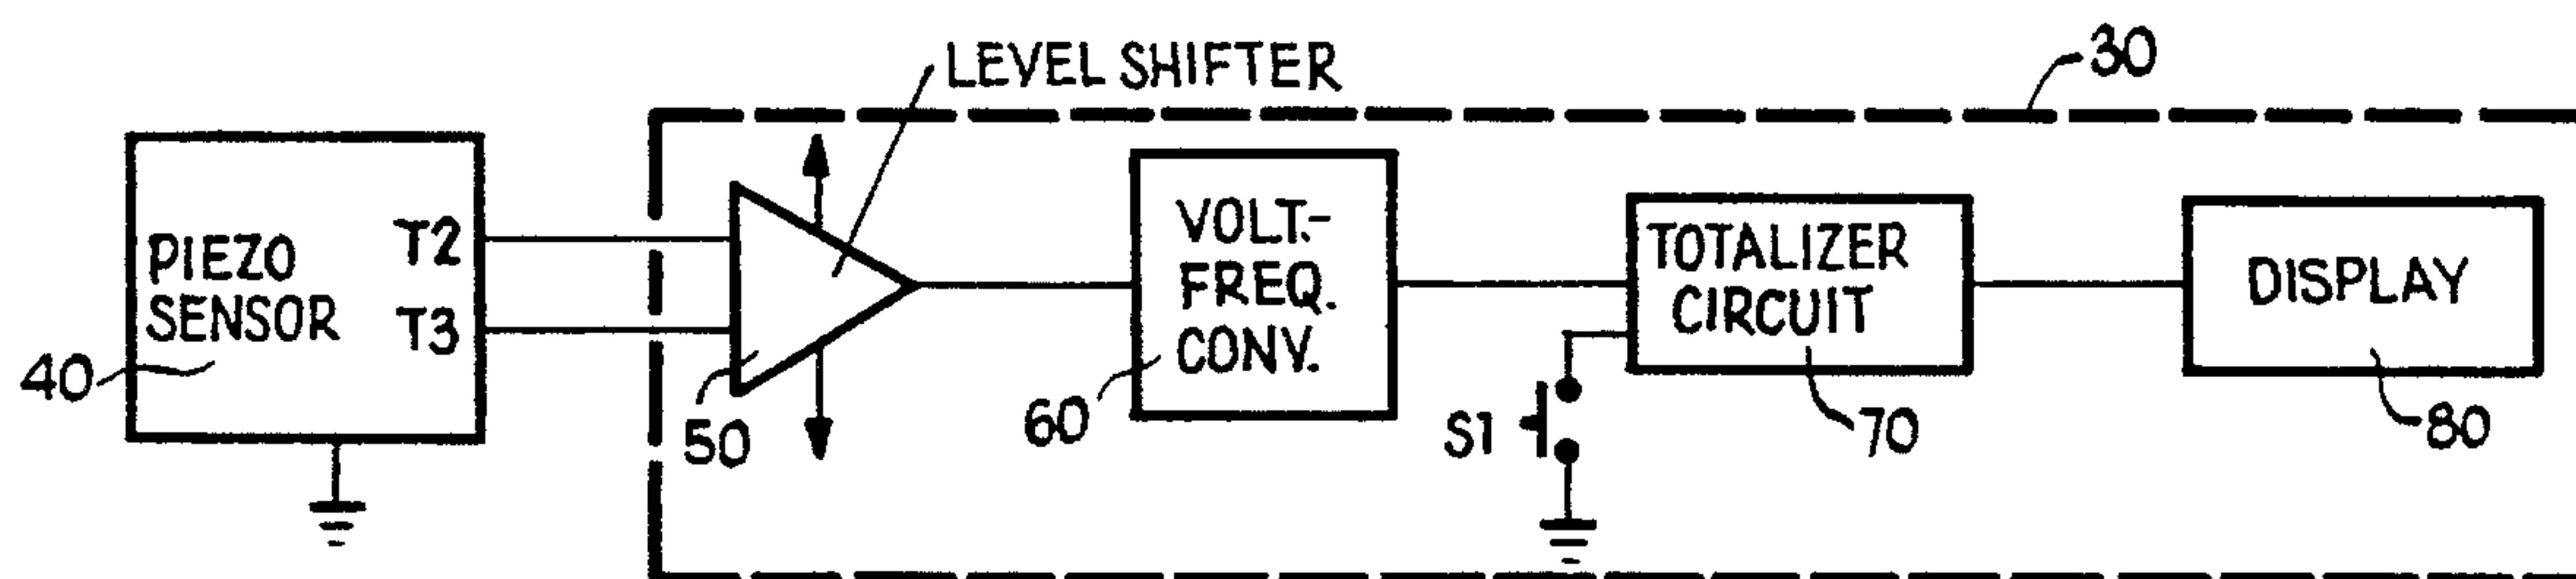 LEVEL SHIFTER
30
PIEZO
SENSOR
T2
T3
40
50
VOLT.-
FREQ.
CONV.
60
TOTALIZER
CIRCUIT
S1
70
DISPLAY
80